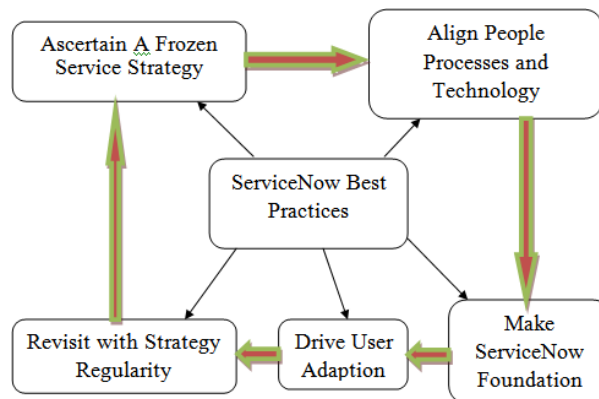 Ascertain A Frozen
Service Strategy
Align People
Processes and
Technology
ServiceNow Best
Practices
Revisit with Strategy
Regularity
Drive User
Adaption
Make
ServiceNow
Foundation